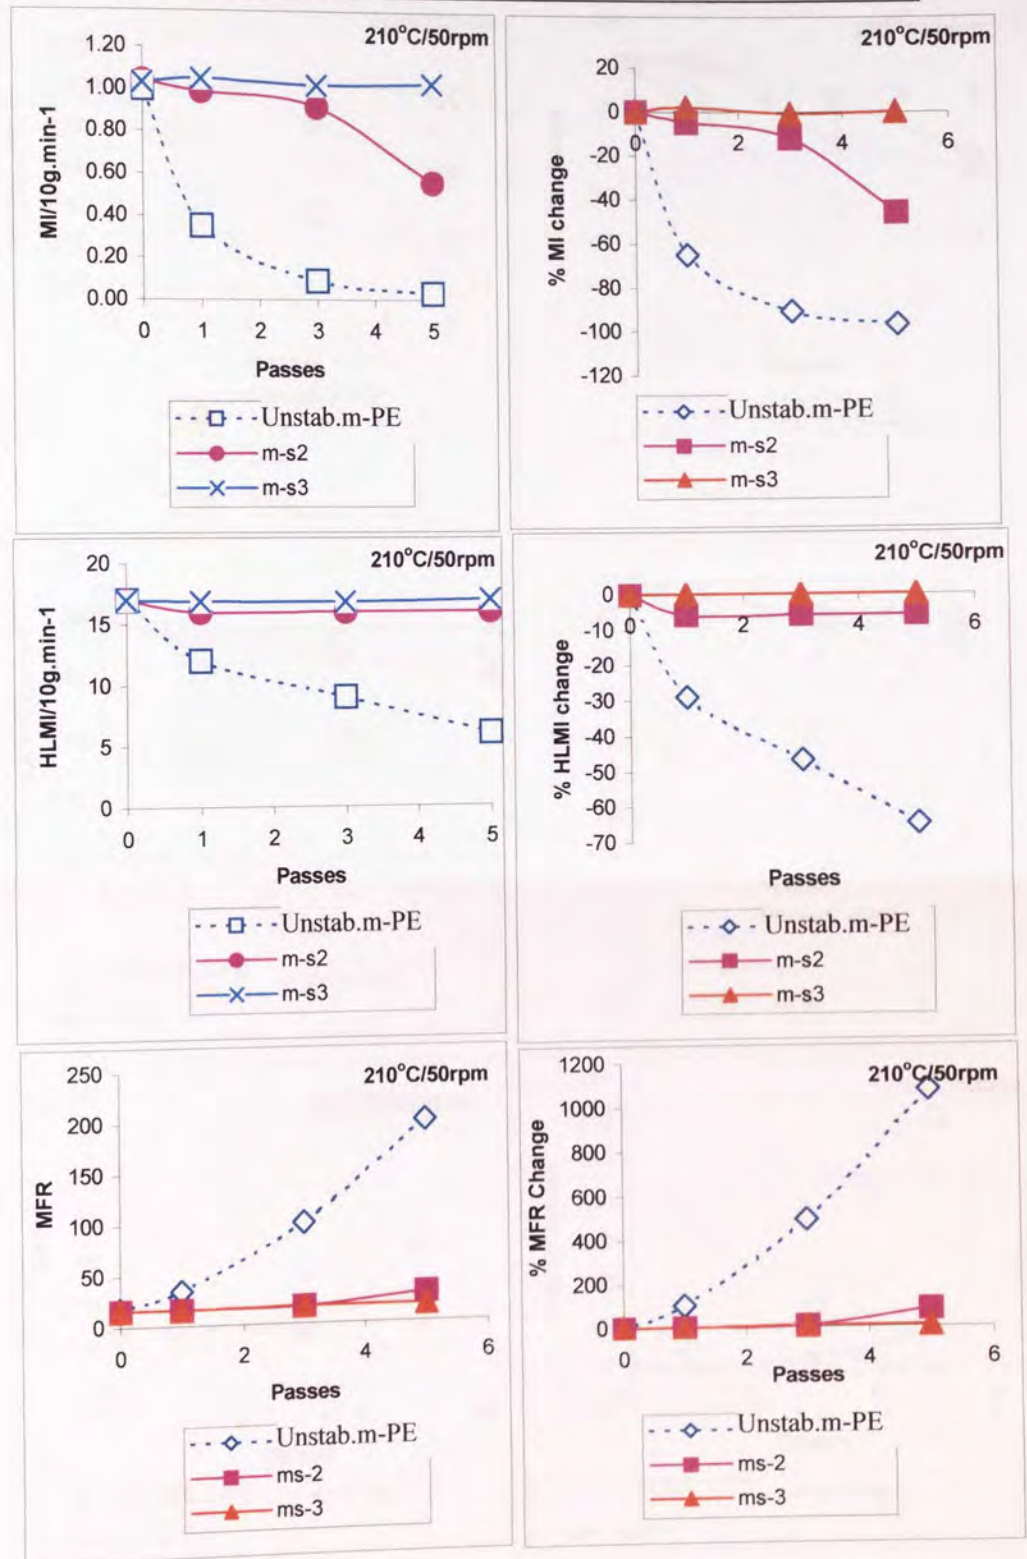 210°C/50rpm
1.20
1.00
0.80
0.60
0.40
0.20
0.00
MI/10g.min-1
0 1 2 3 4 5
Passes
Unstab.m-PE
m-s2
m-s3
210°C/50rpm
20
0
-20
-40
-60
-80
-100
-120
% MI change
0 2 4 6
Unstab.m-PE
m-s2
m-s3
210°C/50rpm
20
15
10
5
0
HLMI/10g.min-1
0 1 2 3 4 5
Passes
Unstab.m-PE
m-s2
m-s3
210°C/50rpm
0
-10
-20
-30
-40
-50
-60
-70
% HLMI change
0 2 4 6
Passes
Unstab.m-PE
m-s2
m-s3
210°C/50rpm
250
200
150
100
50
0
MFR
0 2 4 6
Passes
Unstab.m-PE
ms-2
ms-3
210°C/50rpm
1200
1000
800
600
400
200
0
% MFR Change
0 2 4 6
Passes
Unstab.m-PE
ms-2
ms-3